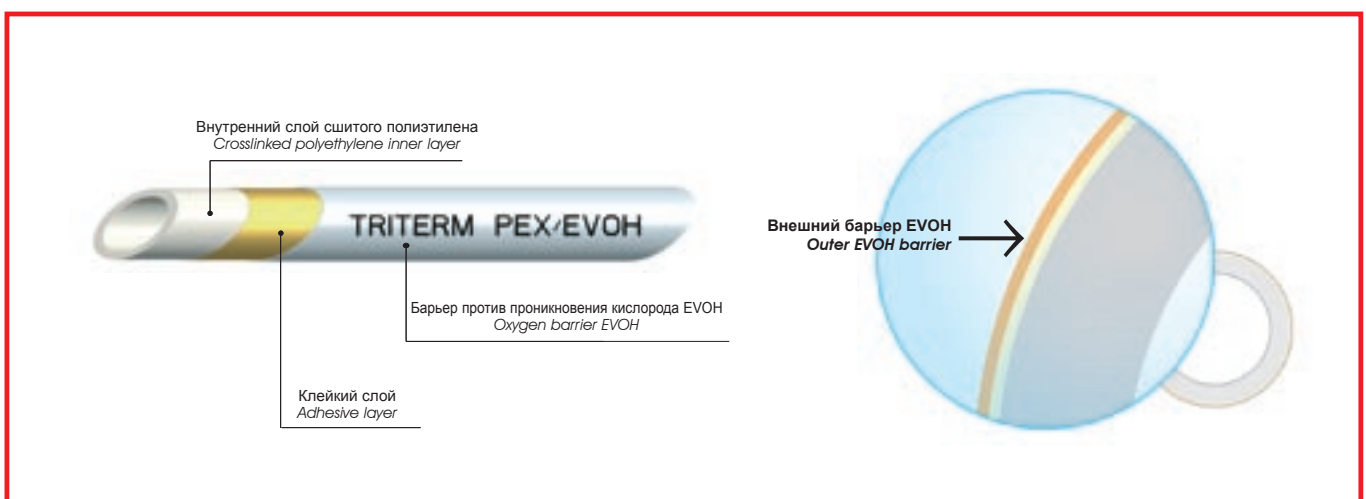 Внутренний слой сшитого полиэтилена
Crosslinked polyethylene inner layer
TRITERM PEX/EVOH
Барьер против проникновения кислорода EVOH
Oxygen barrier EVOH
Клейкий слой
Adhesive layer
Внешний барьер EVOH
Outer EVOH barrier